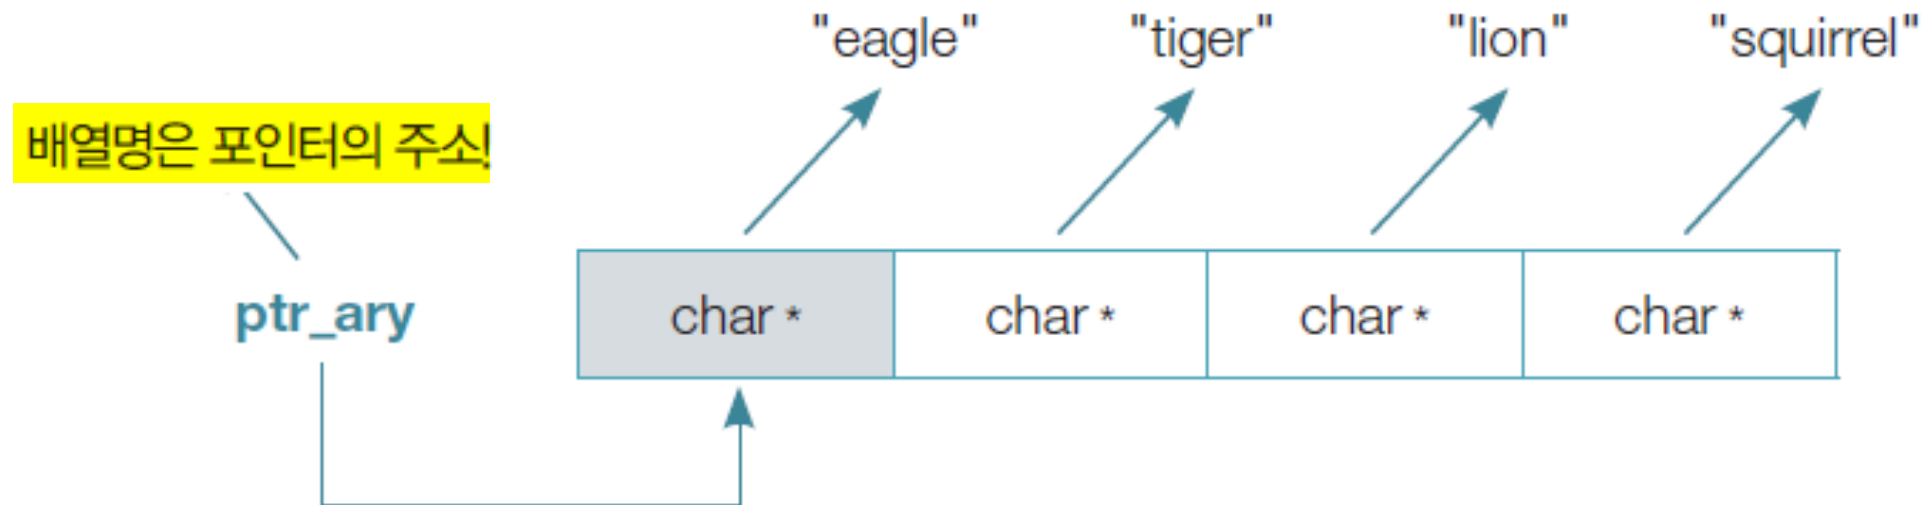 "eagle" "tiger" "lion" "squirrel"
배열명은 포인터의 주소!
ptr_ary char * char * char * char *